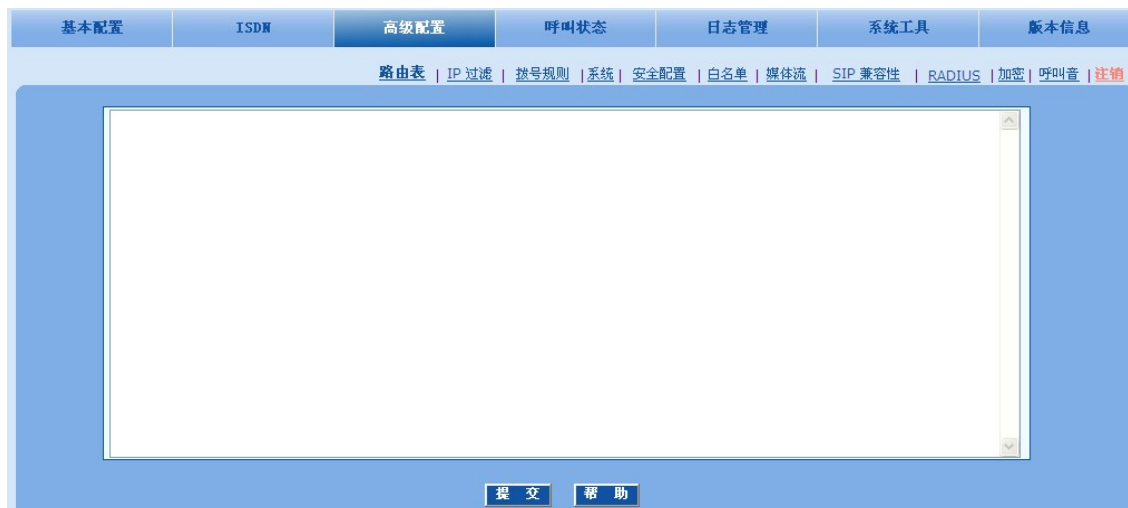 基本配置 ISDN 高级配置 呼叫状态 日志管理 系统工具 版本信息
路由表 | IP 过滤 | 拨号规则 | 系统 | 安全配置 | 白名单 | 媒体流 | SIP 兼容性 | RADIUS | 加密 | 呼叫音 | 注销
提 交 帮 助